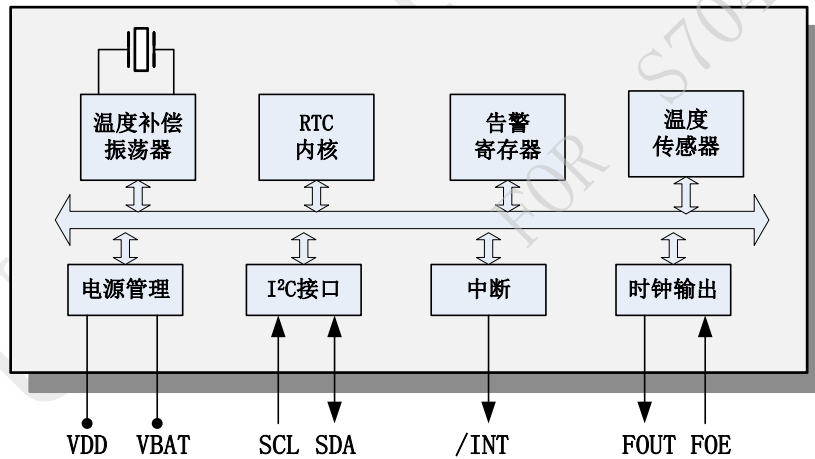 温度补偿
振荡器
RTC
内核
告警
寄存器
温度
传感器
电源管理
I²C接口
中断
时钟输出
VDD VBAT SCL SDA /INT FOUT FOE
FOR S704